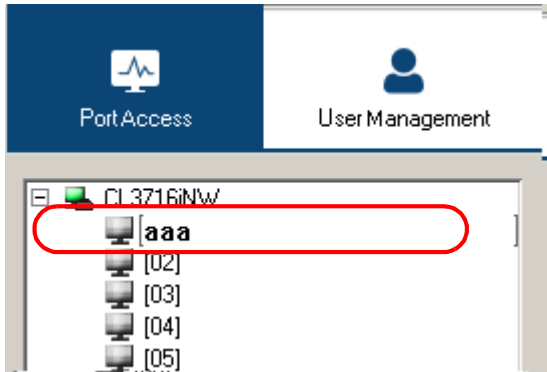 Port Access
User Management
CL3716iNW
[aaa ]
[02]
[03]
[04]
[05]